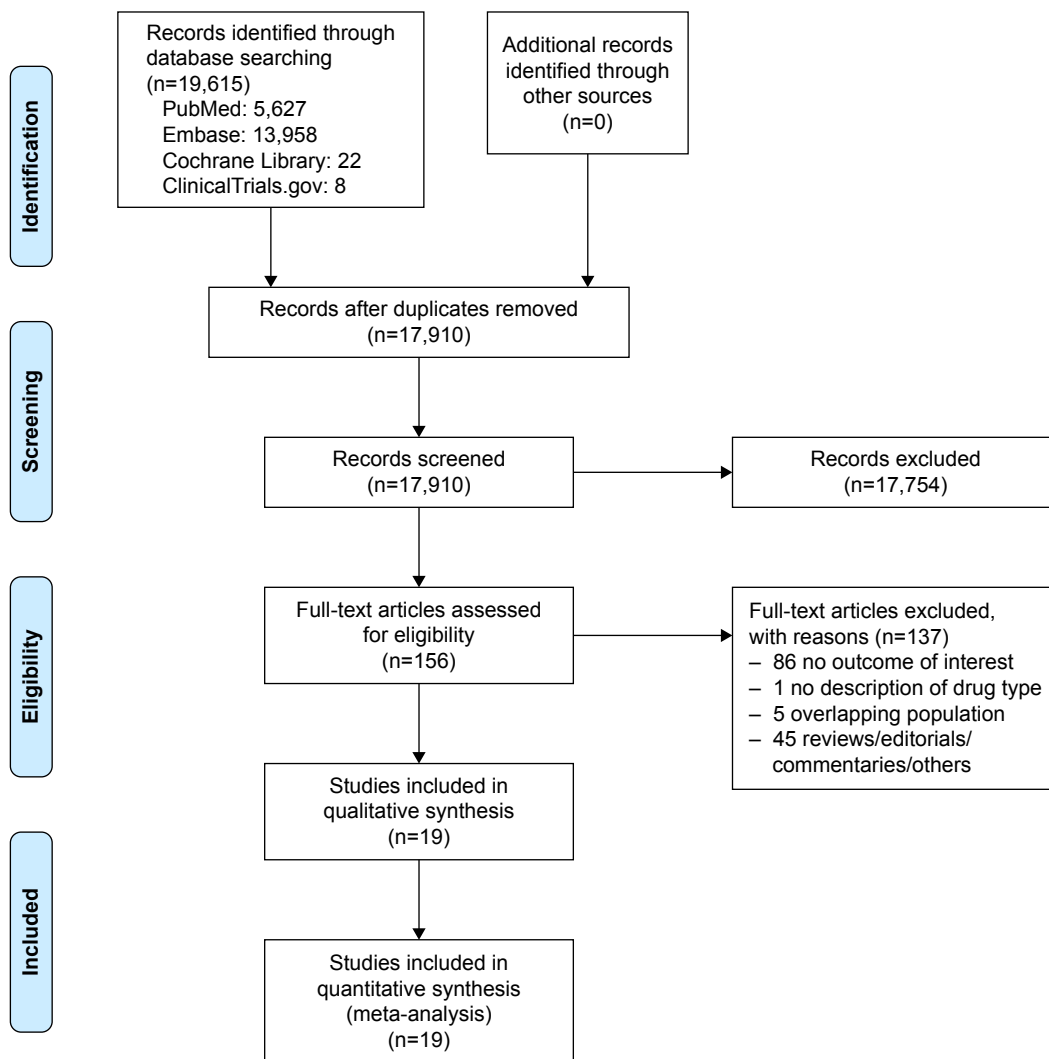 Identification
Records identified through
database searching
(n=19,615)
PubMed: 5,627
Embase: 13,958
Cochrane Library: 22
ClinicalTrials.gov: 8
Additional records
identified through
other sources
(n=0)
Records after duplicates removed
(n=17,910)
Screening
Records screened
(n=17,910)
Records excluded
(n=17,754)
Eligibility
Full-text articles assessed
for eligibility
(n=156)
Full-text articles excluded,
with reasons (n=137)
– 86 no outcome of interest
– 1 no description of drug type
– 5 overlapping population
– 45 reviews/editorials/
commentaries/others
Studies included in
qualitative synthesis
(n=19)
Included
Studies included in
quantitative synthesis
(meta-analysis)
(n=19)